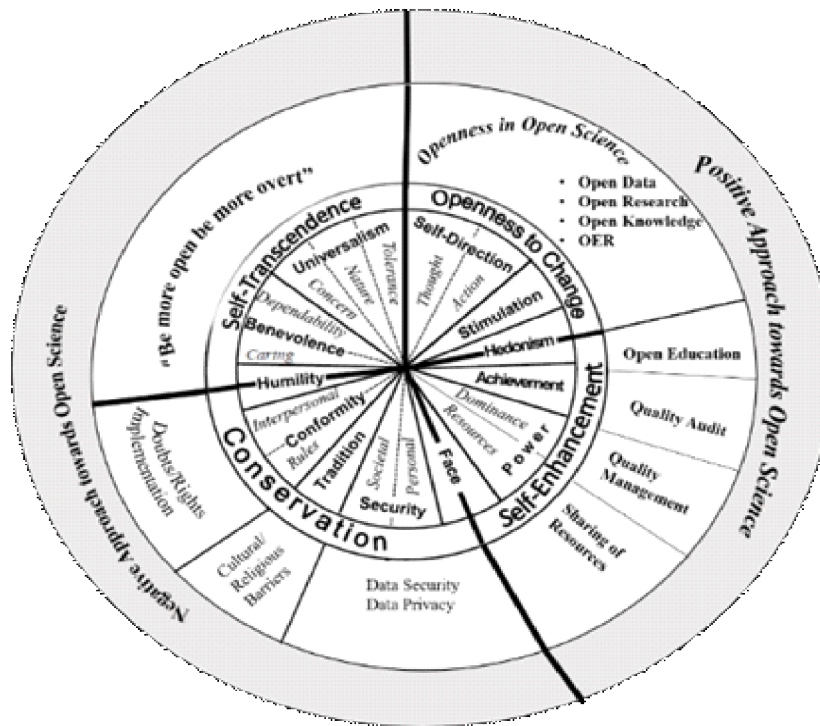 Positive Approach towards Open Science
Negative Approach towards Open Science
Openness in Open Science
• Open Data
• Open Research
• Open Knowledge
• OER
"Be more open be more overt"
Open Education
Quality Audit
Quality
Management
Sharing of
Resources
Data Security
Data Privacy
Cultural/
Religious
Barriers
Doubts/Rights
Implementation
Self-Transcendence
Openness to Change
Self-Enhancement
Conservation
Self-Direction
Thought
Action
Stimulation
Hedonism
Achievement
Dominance
Resources
Power
Face
Personal
Societal
Security
Tradition
Conformity
Rules
Interpersonal
Humility
Caring
Benevolence
Dependability
Concern
Nature
Tolerance
Universalism